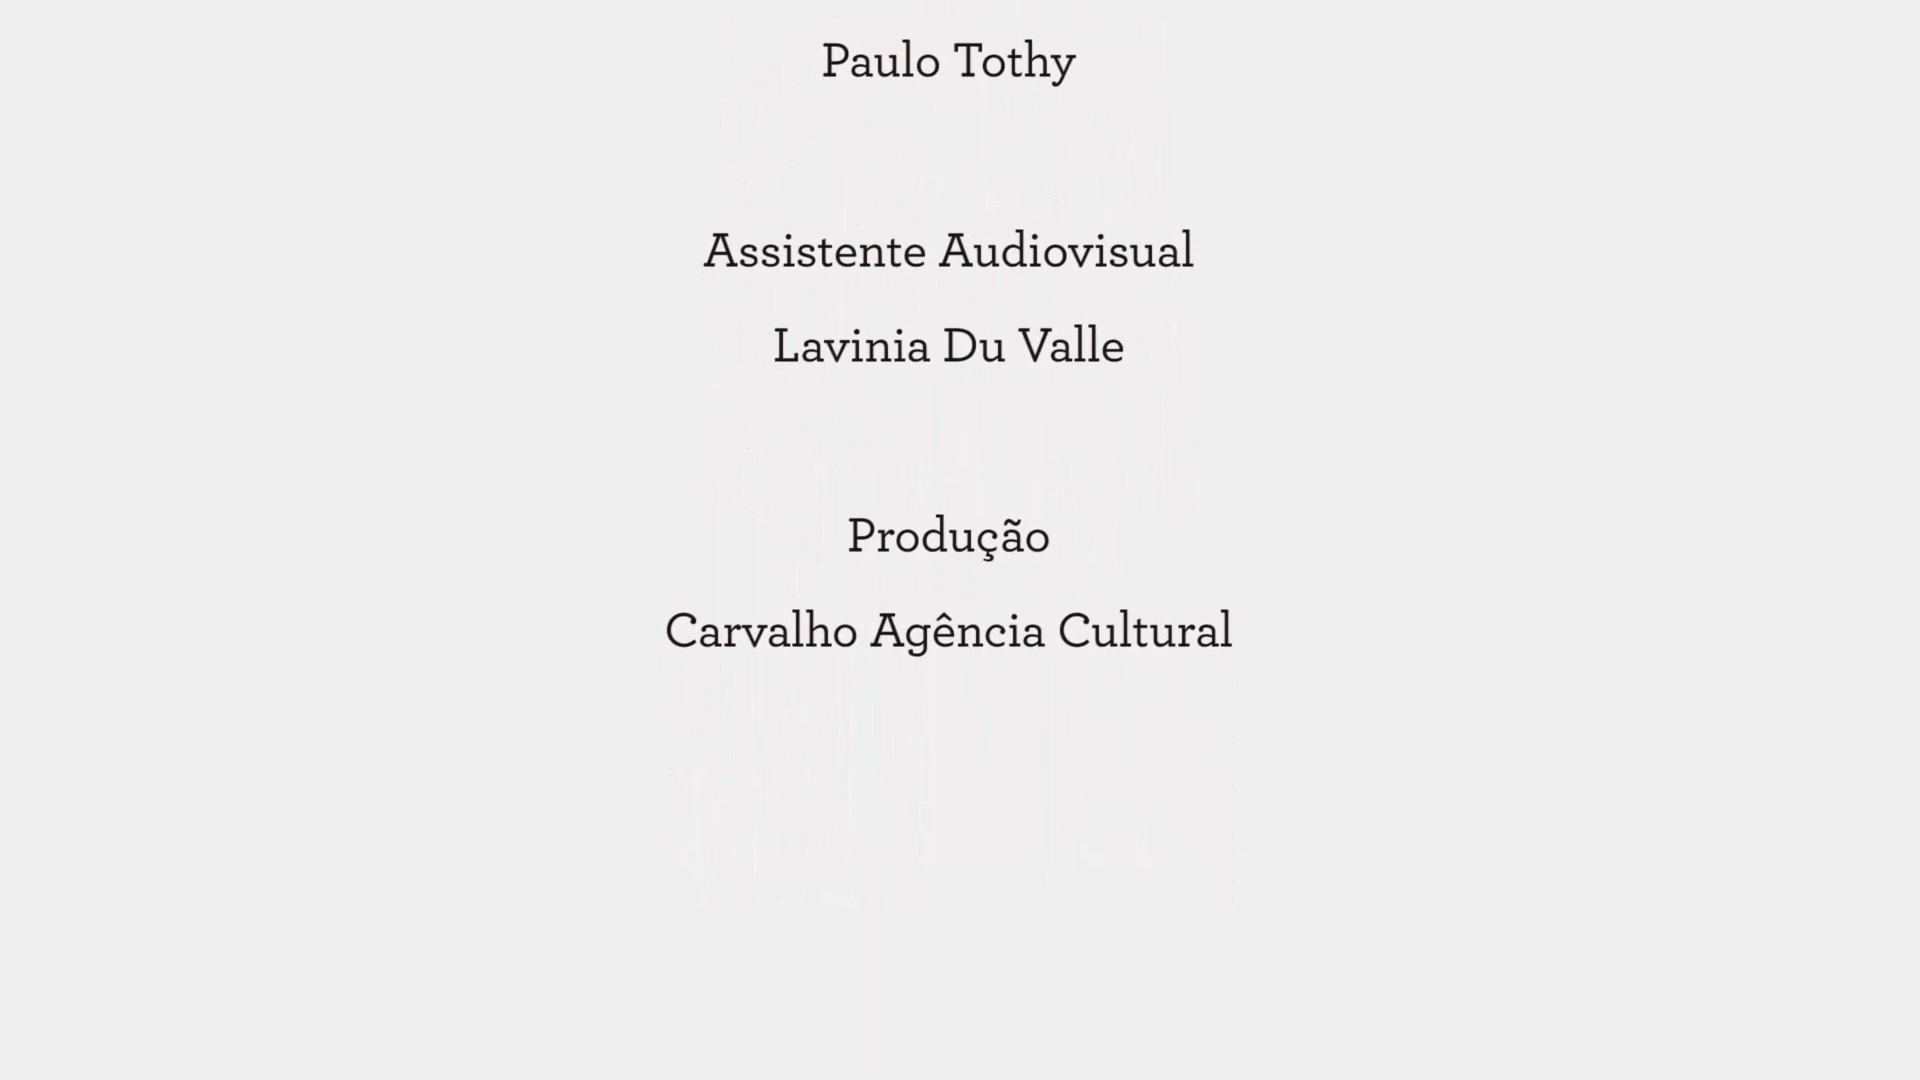 Paulo Tothy
Assistente Audiovisual
Lavinia Du Valle
Produção
Carvalho Agência Cultural